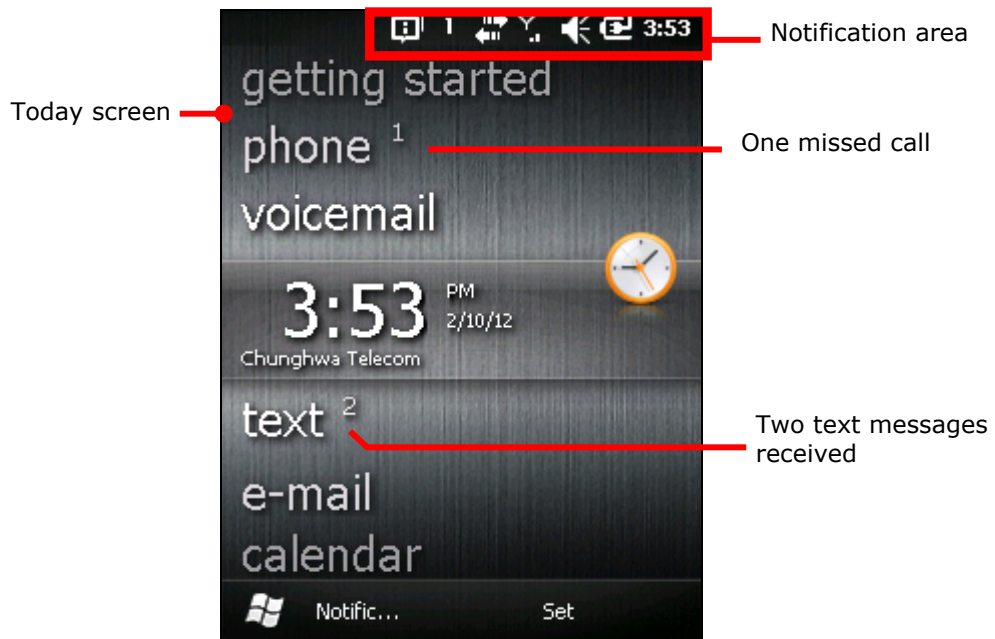 1
3:53
Notification area
getting started
Today screen
phone 1
One missed call
voicemail
3:53 PM
2/10/12
Chunghwa Telecom
text 2
Two text messages
received
e-mail
calendar
Notific...
Set